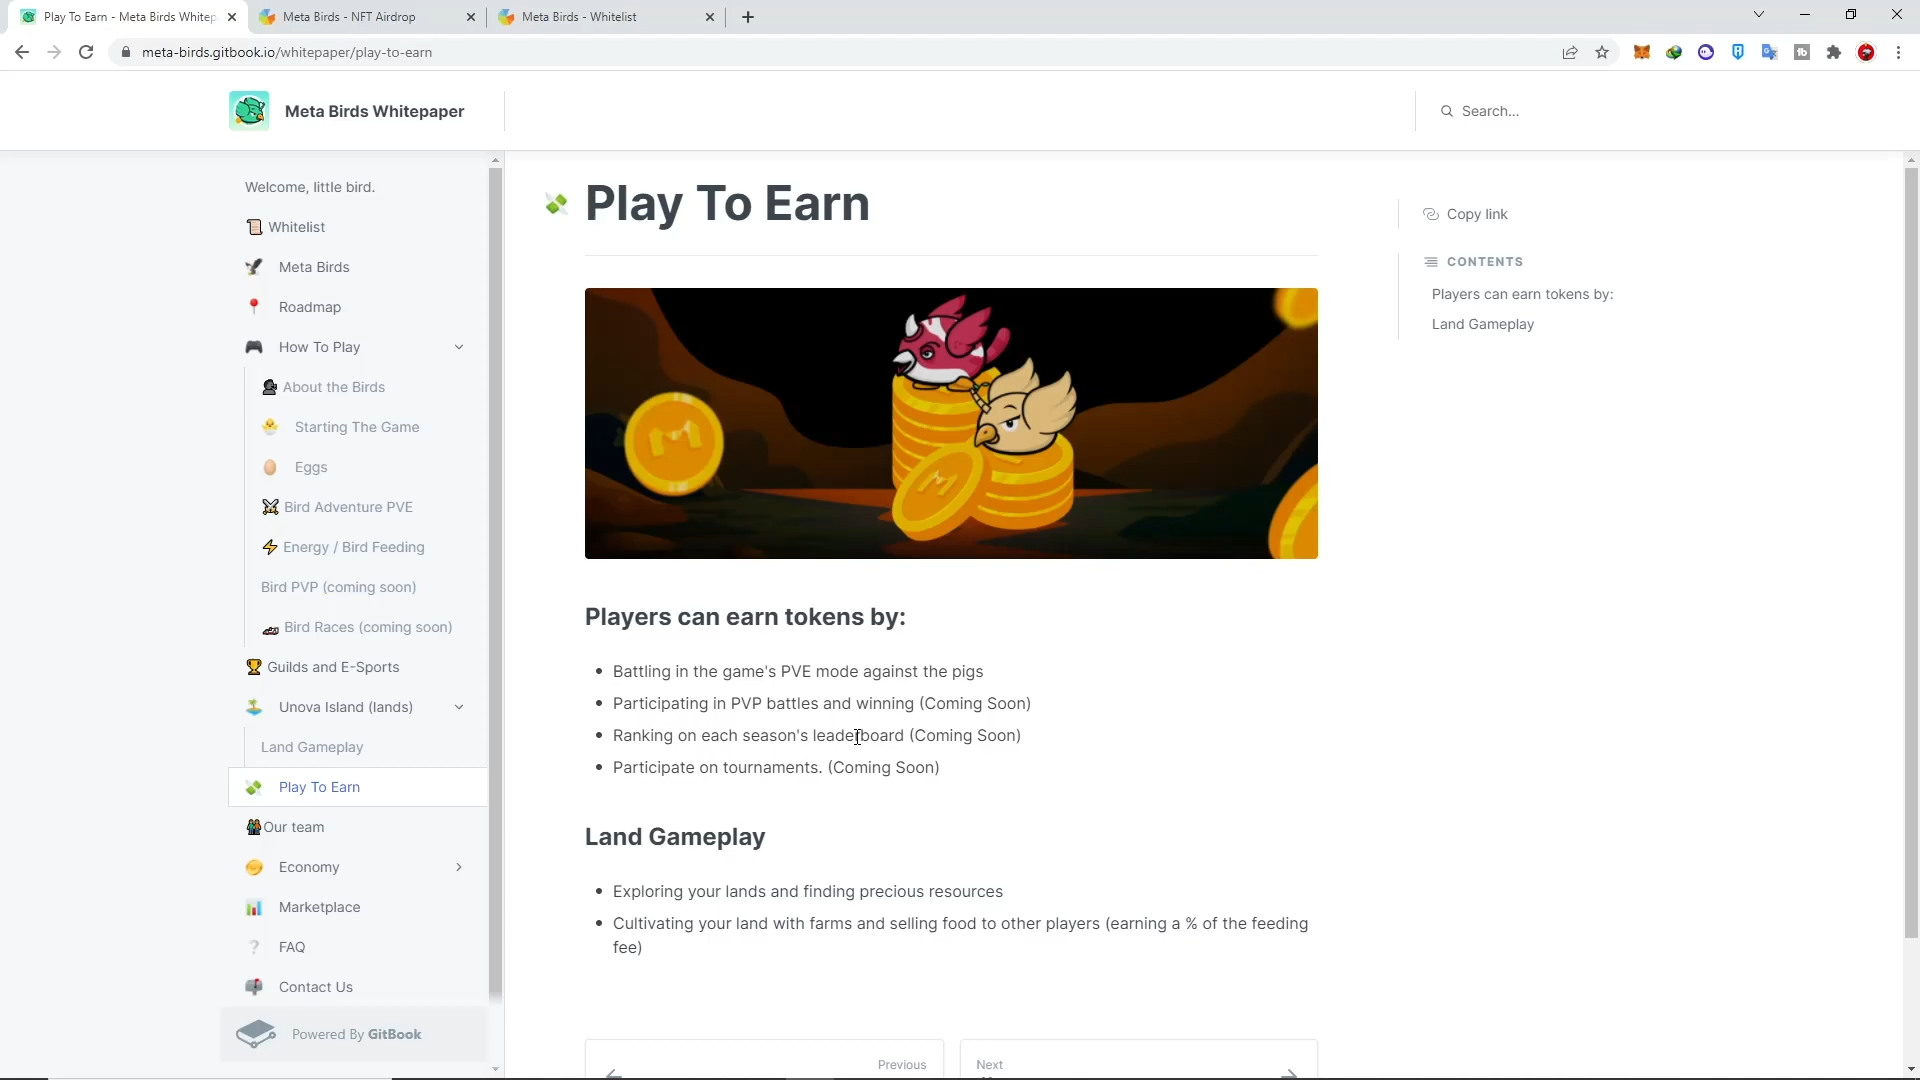 Play To Earn - Meta Birds Whitep
Meta Birds - NFT Airdrop
Meta Birds - Whitelist
meta-birds.gitbook.io/whitepaper/play-to-earn
Meta Birds Whitepaper
Search...
Welcome, little bird.
Whitelist
Meta Birds
Roadmap
How To Play
About the Birds
Starting The Game
Eggs
Bird Adventure PVE
Energy / Bird Feeding
Bird PVP (coming soon)
Bird Races (coming soon)
Guilds and E-Sports
Unova Island (lands)
Land Gameplay
Play To Earn
Our team
Economy
Marketplace
FAQ
Contact Us
Powered By GitBook
Play To Earn
Players can earn tokens by:
Battling in the game's PVE mode against the pigs
Participating in PVP battles and winning (Coming Soon)
Ranking on each season's leaderboard (Coming Soon)
Participate on tournaments. (Coming Soon)
Land Gameplay
Exploring your lands and finding precious resources
Cultivating your land with farms and selling food to other players (earning a % of the feeding
fee)
Previous
Next
Copy link
CONTENTS
Players can earn tokens by:
Land Gameplay